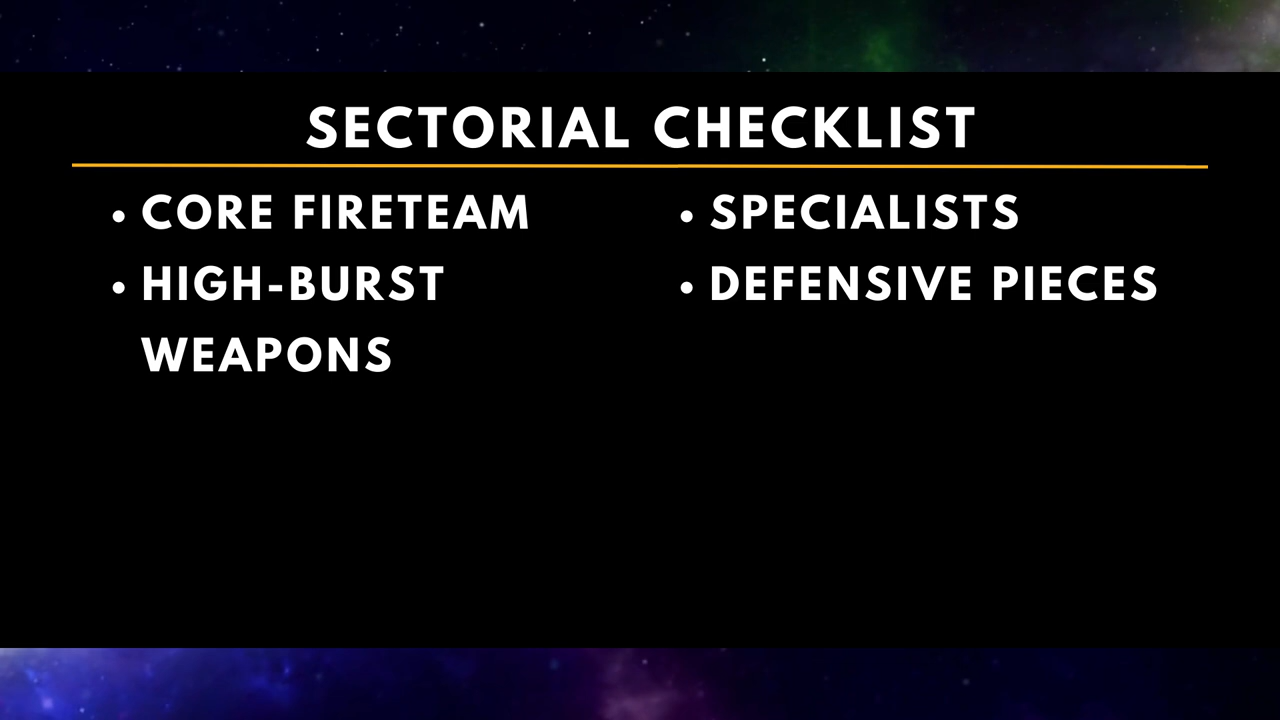 SECTORIAL CHECKLIST
• CORE FIRETEAM
• HIGH-BURST
WEAPONS
• SPECIALISTS
• DEFENSIVE PIECES